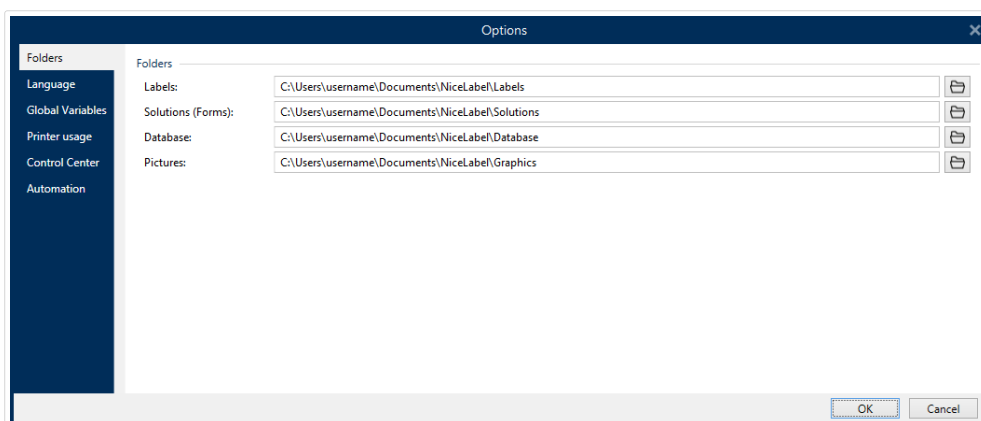 Options
Folders
Language
Global Variables
Printer usage
Control Center
Automation
Folders
Labels: C:\Users\username\Documents\NiceLabel\Labels
Solutions (Forms): C:\Users\username\Documents\NiceLabel\Solutions
Database: C:\Users\username\Documents\NiceLabel\Database
Pictures: C:\Users\username\Documents\NiceLabel\Graphics
OK Cancel